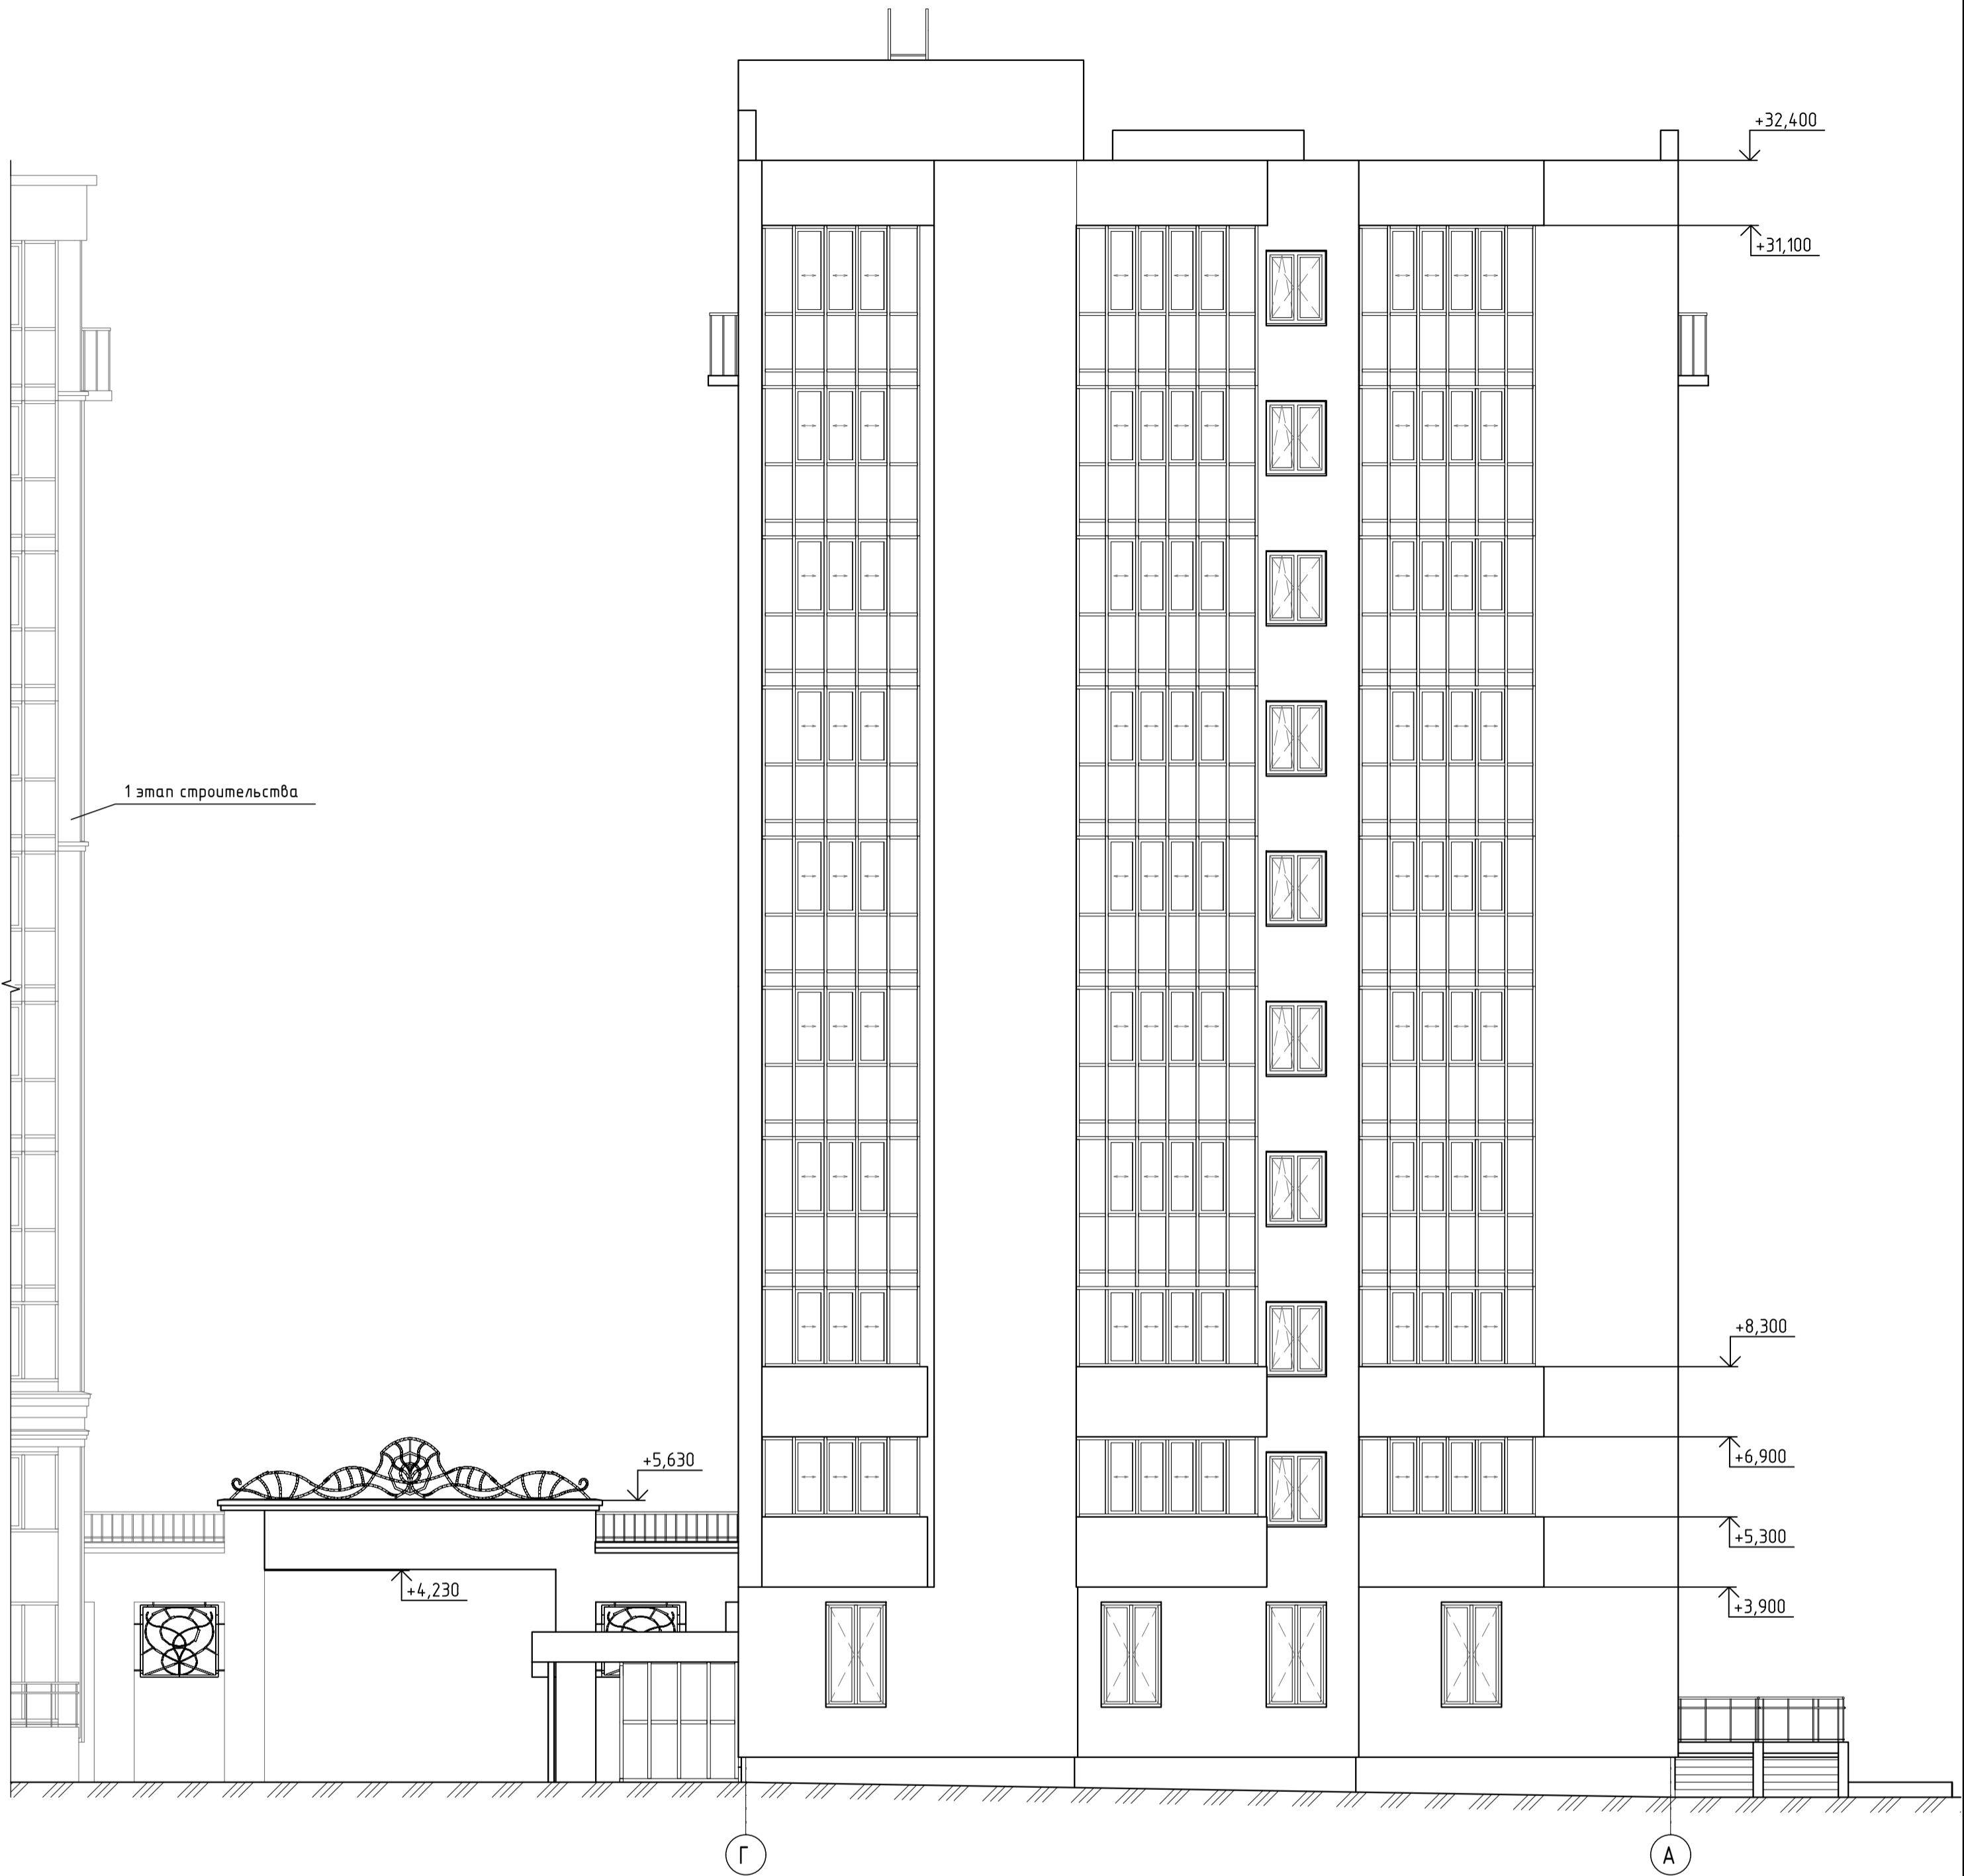 +32,400
+31,100
1 этап строительства
+8,300
+5,630
+6,900
+5,300
+4,230
+3,900
Г
А